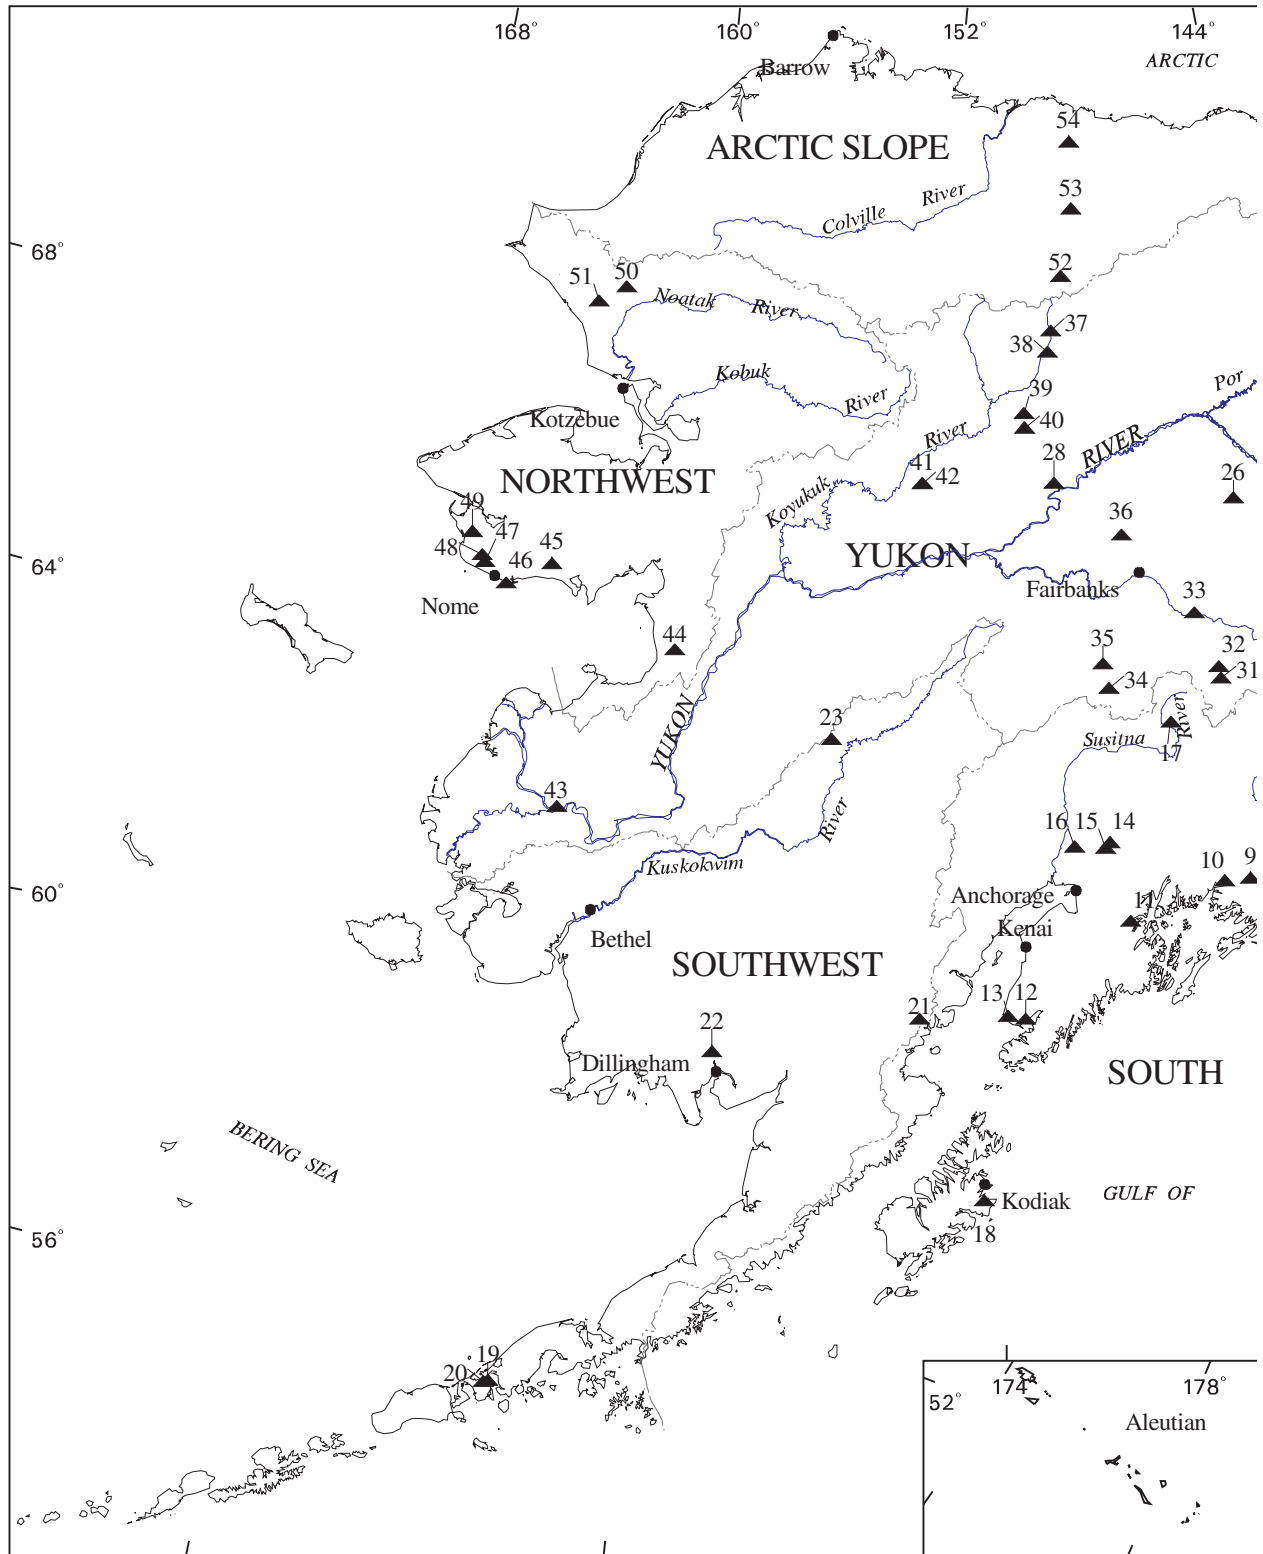 168° 160° 152° 144°
ARCTIC
Barrow
54
ARCTIC SLOPE
53
River
Colville
68°
52
51 50
Noatak River
37
38
Kobuk
Por
River
39
Kotzebue
40
River RIVER
28
41
42
26
NORTHWEST
Koyukuk
49
36
47
48
45
YUKON
64°
46
Fairbanks
33
Nome
44
35
32
31
34
River
23
YUKON
Susitna
17
43
River
16 15 14
Kuskokwim
10 9
60°
Anchorage
11
Kenai
Bethel
SOUTHWEST
13 12
21
22
Dillingham
SOUTH
BERING SEA
GULF OF
Kodiak
18
56°
19
20
174° 178°
52°
Aleutian